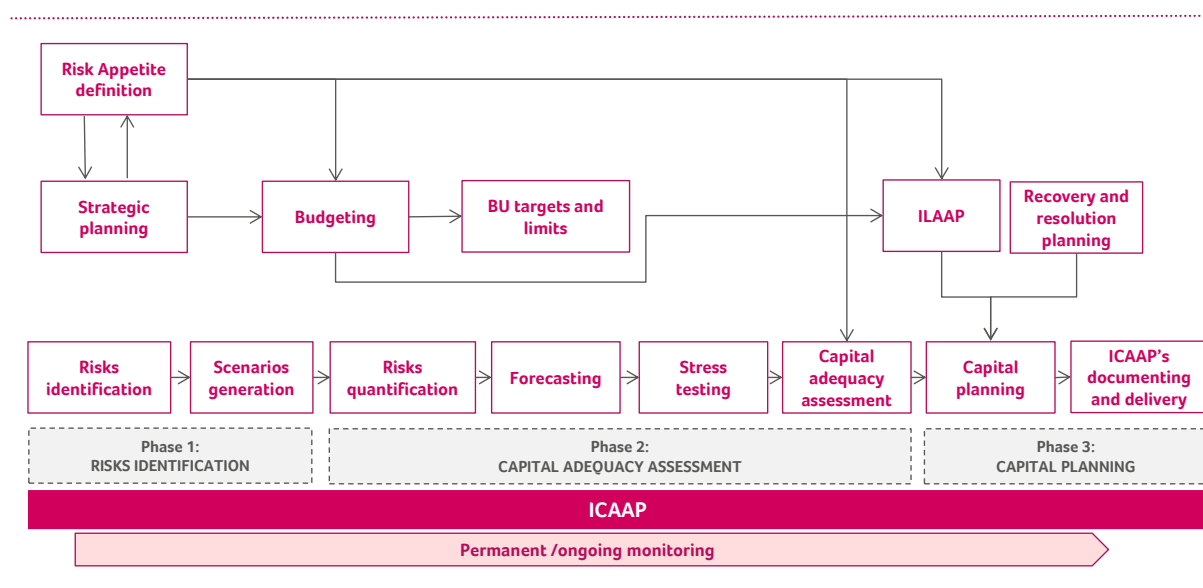 Risk Appetite
definition
Strategic
planning
Budgeting
BU targets and
limits
ILAAP
Recovery and
resolution
planning
Risks
identification
Scenarios
generation
Risks
quantification
Forecasting
Stress
testing
Capital
adequacy
assessment
Capital
planning
ICAAP’s
documenting
and delivery
Phase 1:
RISKS IDENTIFICATION
Phase 2:
CAPITAL ADEQUACY ASSESSMENT
Phase 3:
CAPITAL PLANNING
ICAAP
Permanent /ongoing monitoring